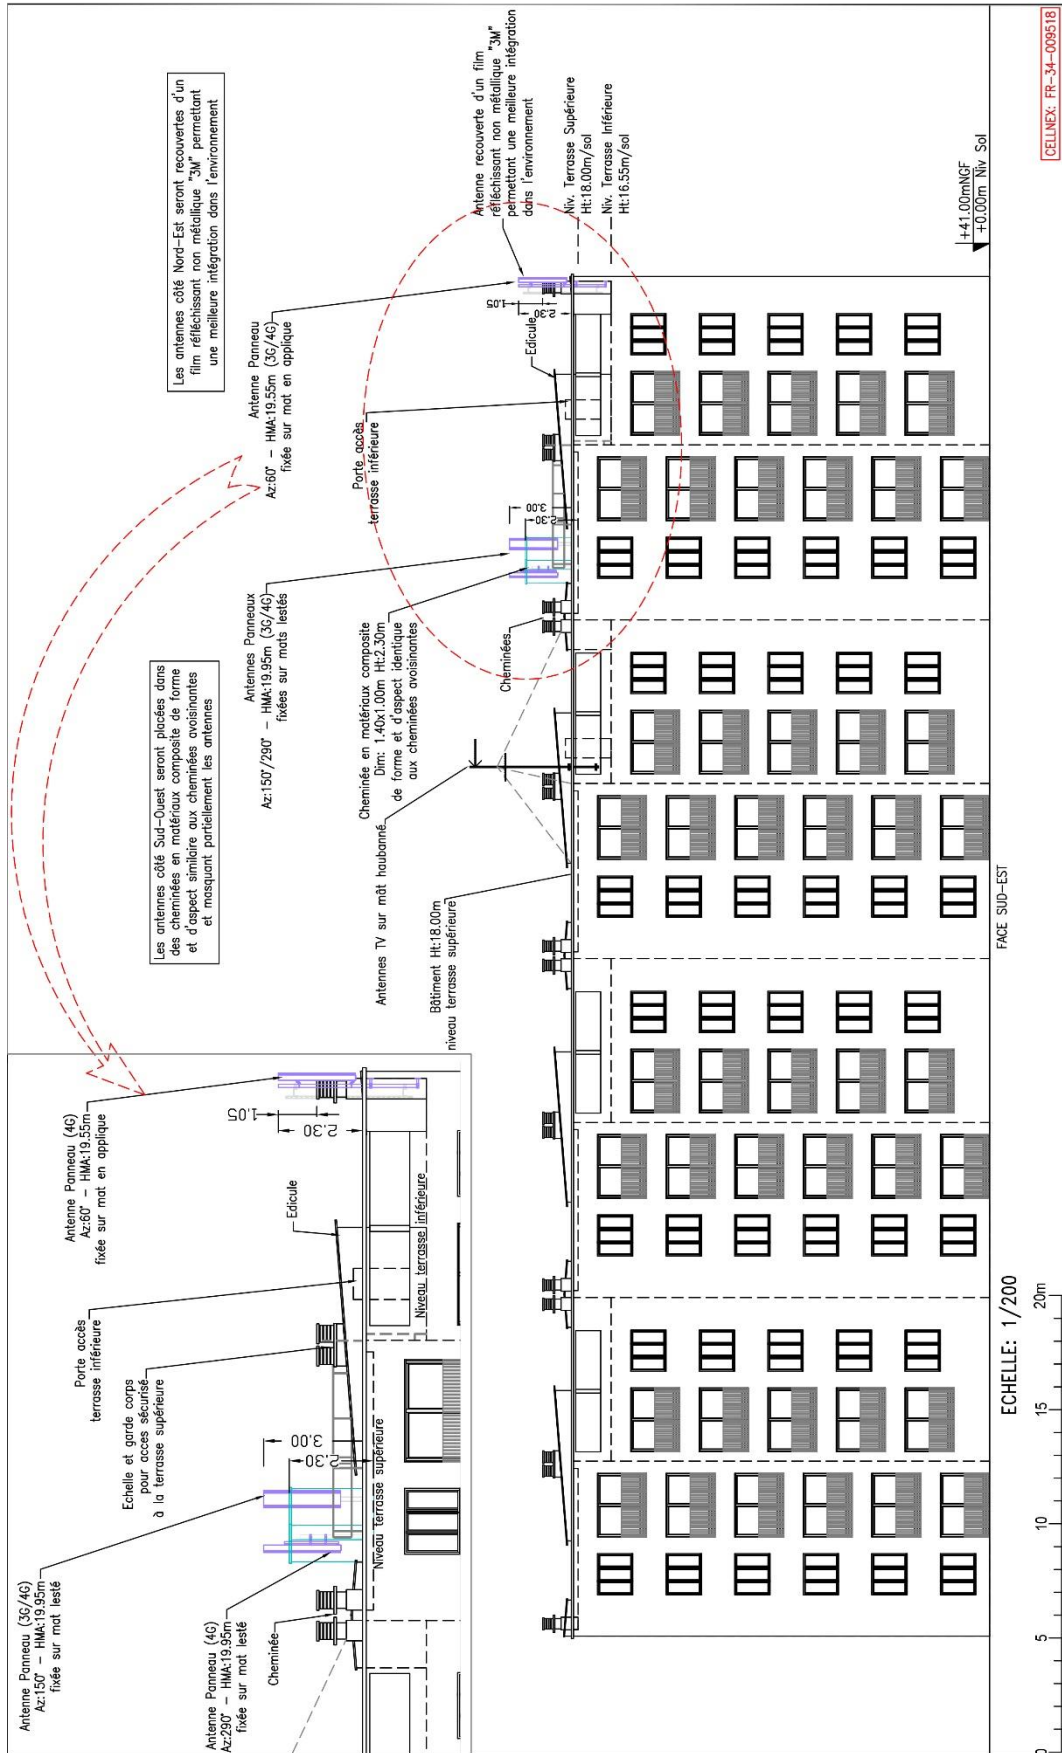 Les antennes côté Nord-Est seront recouvertes d'un
film réfléchissant non métallique "3M" permettant
une meilleure intégration dans l'environnement
Antenne recouverte d'un film
réfléchissant non métallique "3M"
permettant une meilleure intégration
dans l'environnement
Niv. Terrasse Supérieure
Ht:18.00m/sol
Niv. Terrasse Inférieure
Ht:16.55m/sol
+41.00mNGF
+0.00m Niv Sol
CELLNEX: FR-34-009518
Antenne Panneau
Az:60° - HMA:19.55m (3G/4G)
fixée sur mat en applique
1.05
2.30
Edicule
Porte accès
terrasse inférieure
Antennes Panneaux
Az:150°/290° - HMA:19.95m (3G/4G)
fixées sur mats lestés
3.00
2.30
Cheminée en matériaux composite
Dim: 1.40x1.00m Ht:2.30m
de forme et d'aspect identique
aux cheminées avoisinantes
Cheminées
Les antennes côté Sud-Ouest seront placées dans
des cheminées en matériaux composite de forme
et d'aspect similaire aux cheminées avoisinantes
et masquant partiellement les antennes
Antennes TV sur mât haubanné
Bâtiment Ht:18.00m
niveau terrasse supérieure
FACE SUD-EST
Antenne Panneau (4G)
Az:60° - HMA:19.55m
fixée sur mat en applique
1.05
2.30
Edicule
Niveau terrasse inférieure
Porte accès
terrasse inférieure
Echelle et garde corps
pour acces sécurisé
à la terrasse supérieure
3.00
2.30
Niveau terrasse supérieure
Antenne Panneau (3G/4G)
Az:150° - HMA:19.95m
fixée sur mat lesté
Cheminée
Antenne Panneau (4G)
Az:290° - HMA:19.95m
fixée sur mat lesté
ECHELLE: 1/200
0
5
10
15
20m